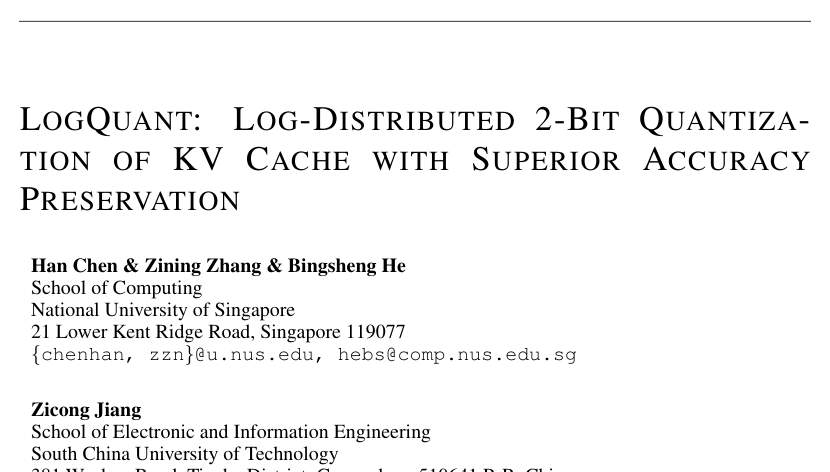 LOGQUANT: LOG-DISTRIBUTED 2-BIT QUANTIZA-
TION OF KV CACHE WITH SUPERIOR ACCURACY
PRESERVATION
Han Chen & Zining Zhang & Bingsheng He
School of Computing
National University of Singapore
21 Lower Kent Ridge Road, Singapore 119077
{chenhan, zzn}@u.nus.edu, hebs@comp.nus.edu.sg
Zicong Jiang
School of Electronic and Information Engineering
South China University of Technology